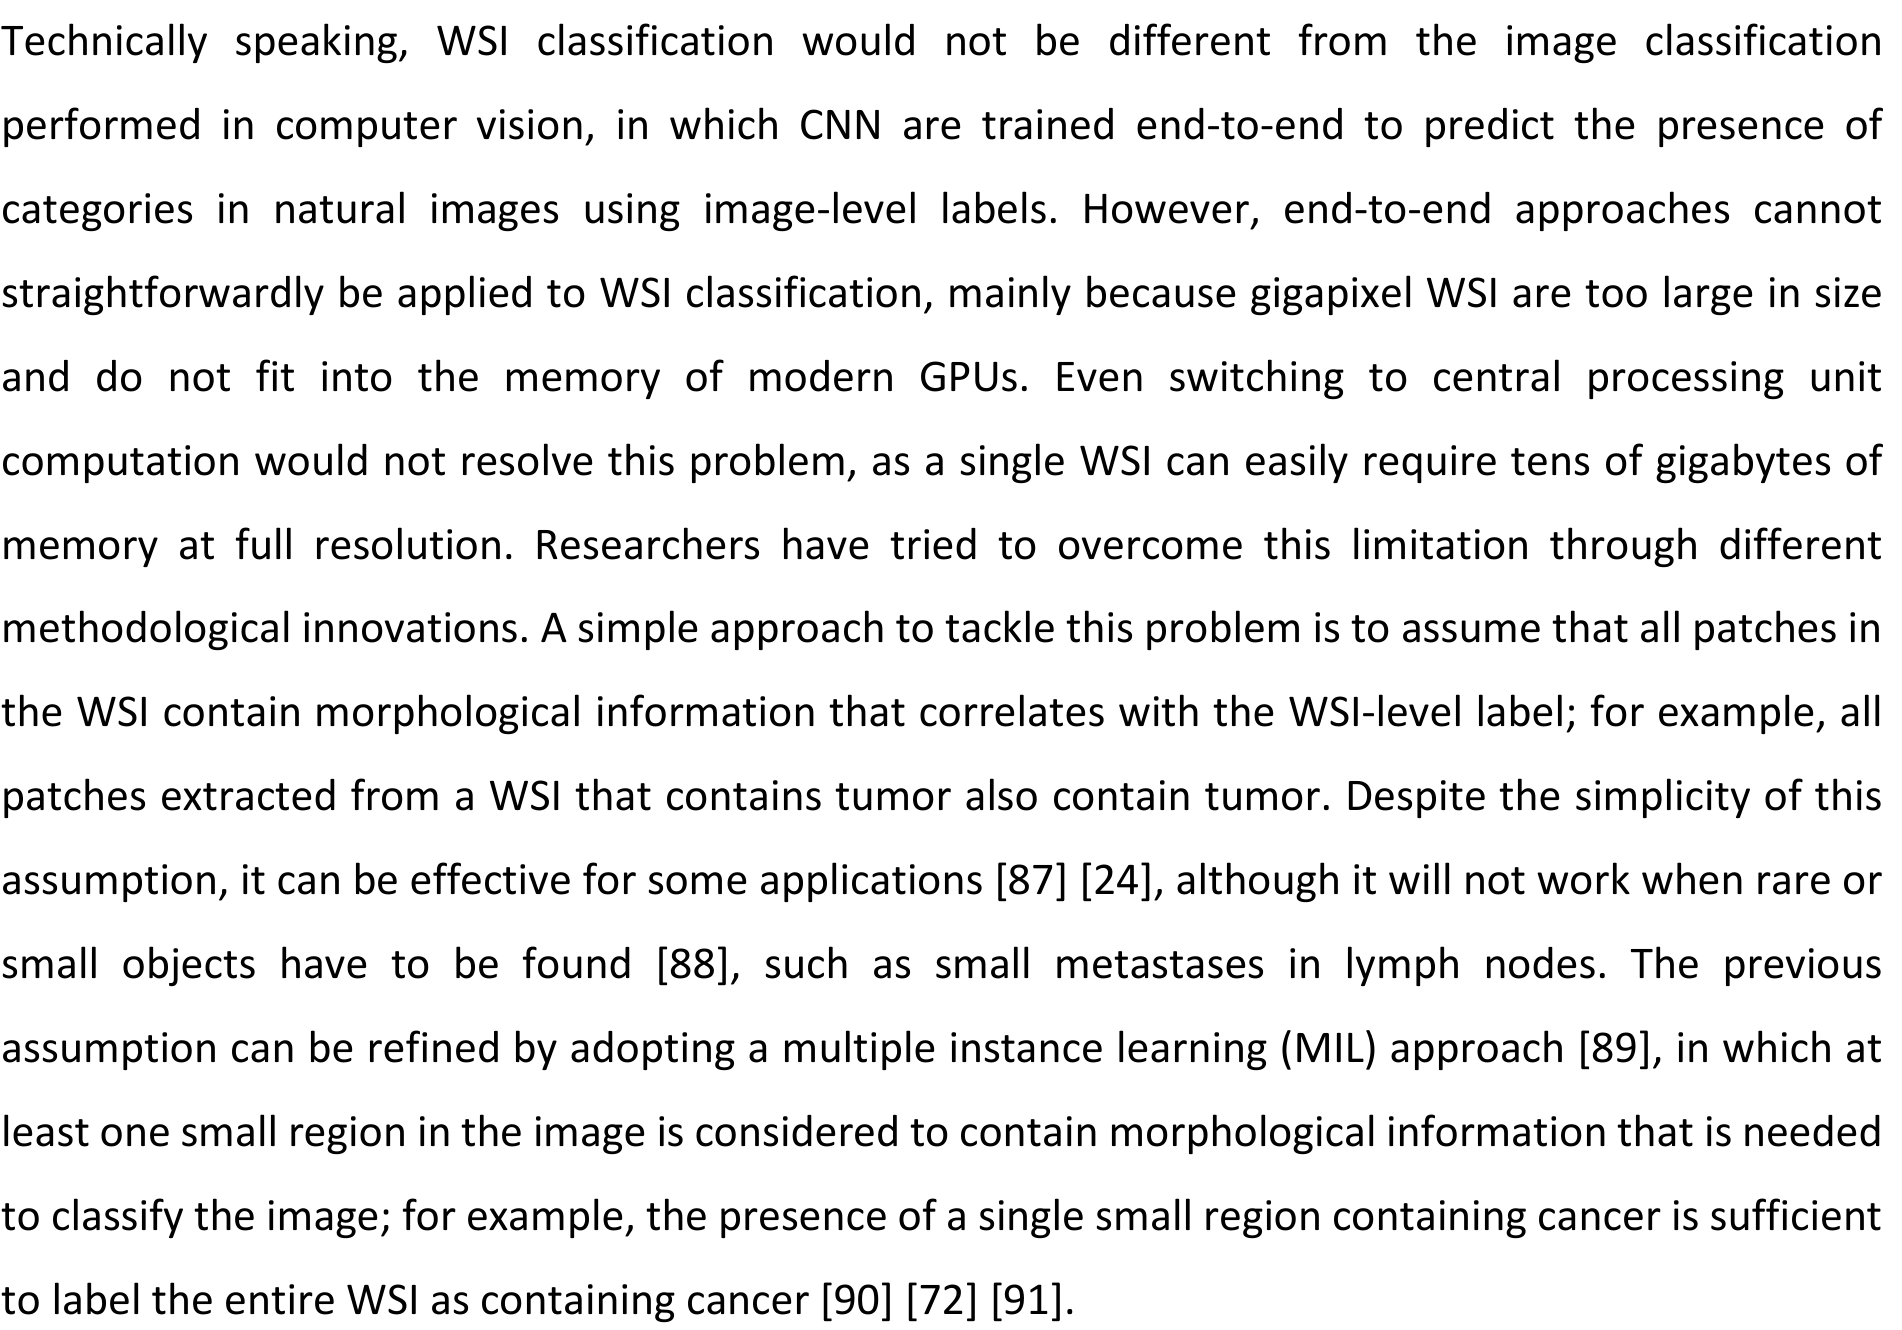 Technically speaking, WSI classification would not be different from the image classification
performed in computer vision, in which CNN are trained end-to-end to predict the presence of
categories in natural images using image-level labels. However, end-to-end approaches cannot
straightforwardly be applied to WSI classification, mainly because gigapixel WSI are too large in size
and do not fit into the memory of modern GPUs. Even switching to central processing unit
computation would not resolve this problem, as a single WSI can easily require tens of gigabytes of
memory at full resolution. Researchers have tried to overcome this limitation through different
methodological innovations. A simple approach to tackle this problem is to assume that all patches in
the WSI contain morphological information that correlates with the WSI-level label; for example, all
patches extracted from a WSI that contains tumor also contain tumor. Despite the simplicity of this
assumption, it can be effective for some applications [87] [24], although it will not work when rare or
small objects have to be found [88], such as small metastases in lymph nodes. The previous
assumption can be refined by adopting a multiple instance learning (MIL) approach [89], in which at
least one small region in the image is considered to contain morphological information that is needed
to classify the image; for example, the presence of a single small region containing cancer is sufficient
to label the entire WSI as containing cancer [90] [72] [91].